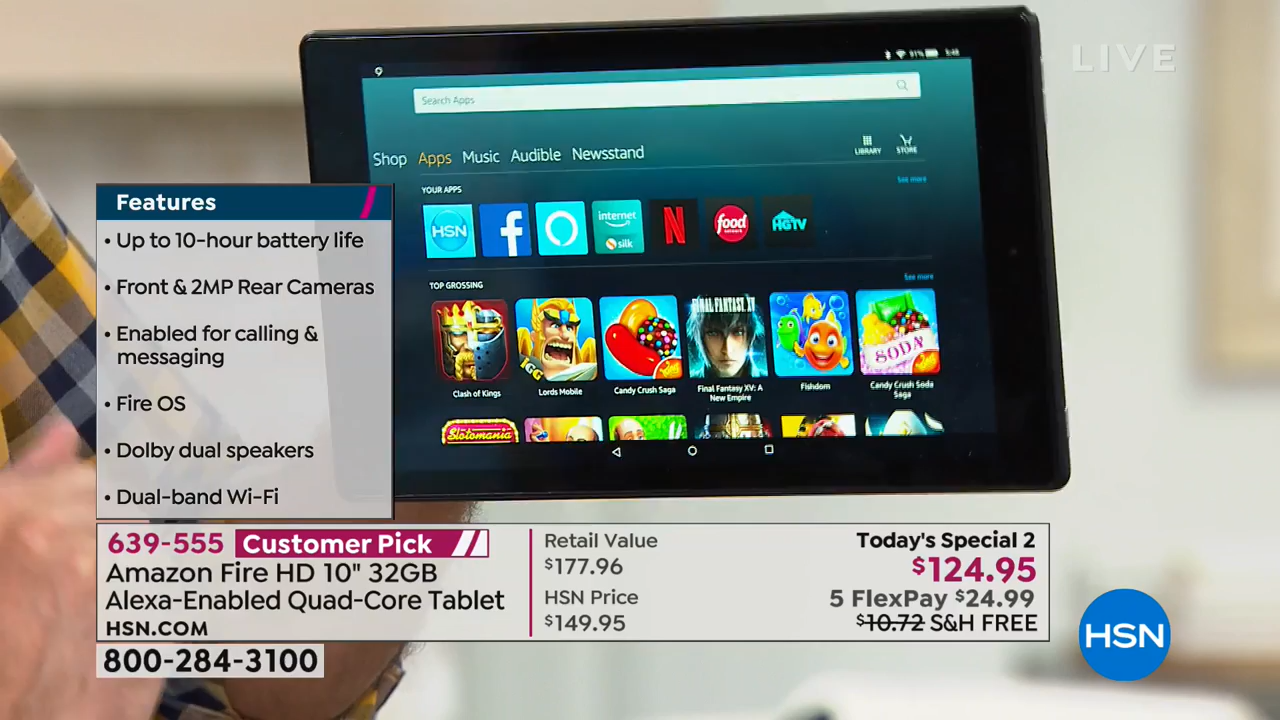 LIVE
91% 5:48
Search Apps
Shop Apps Music Audible Newsstand
LIBRARY STORE
YOUR APPS See more
HSN
f
internet
silk
N
food
network
HGTV
TOP GROSSING See more
FINAL FANTASY XV
IGG
SODA
Clash of Kings
Lords Mobile
Candy Crush Saga
Final Fantasy XV: A
New Empire
Fishdom
Candy Crush Soda
Saga
Slotomania
Features
• Up to 10-hour battery life
• Front & 2MP Rear Cameras
• Enabled for calling &
messaging
• Fire OS
• Dolby dual speakers
• Dual-band Wi-Fi
639-555 Customer Pick
Amazon Fire HD 10" 32GB
Alexa-Enabled Quad-Core Tablet
HSN.COM
800-284-3100
Retail Value
$177.96
HSN Price
$149.95
Today's Special 2
$124.95
5 FlexPay $24.99
$10.72 S&H FREE
HSN